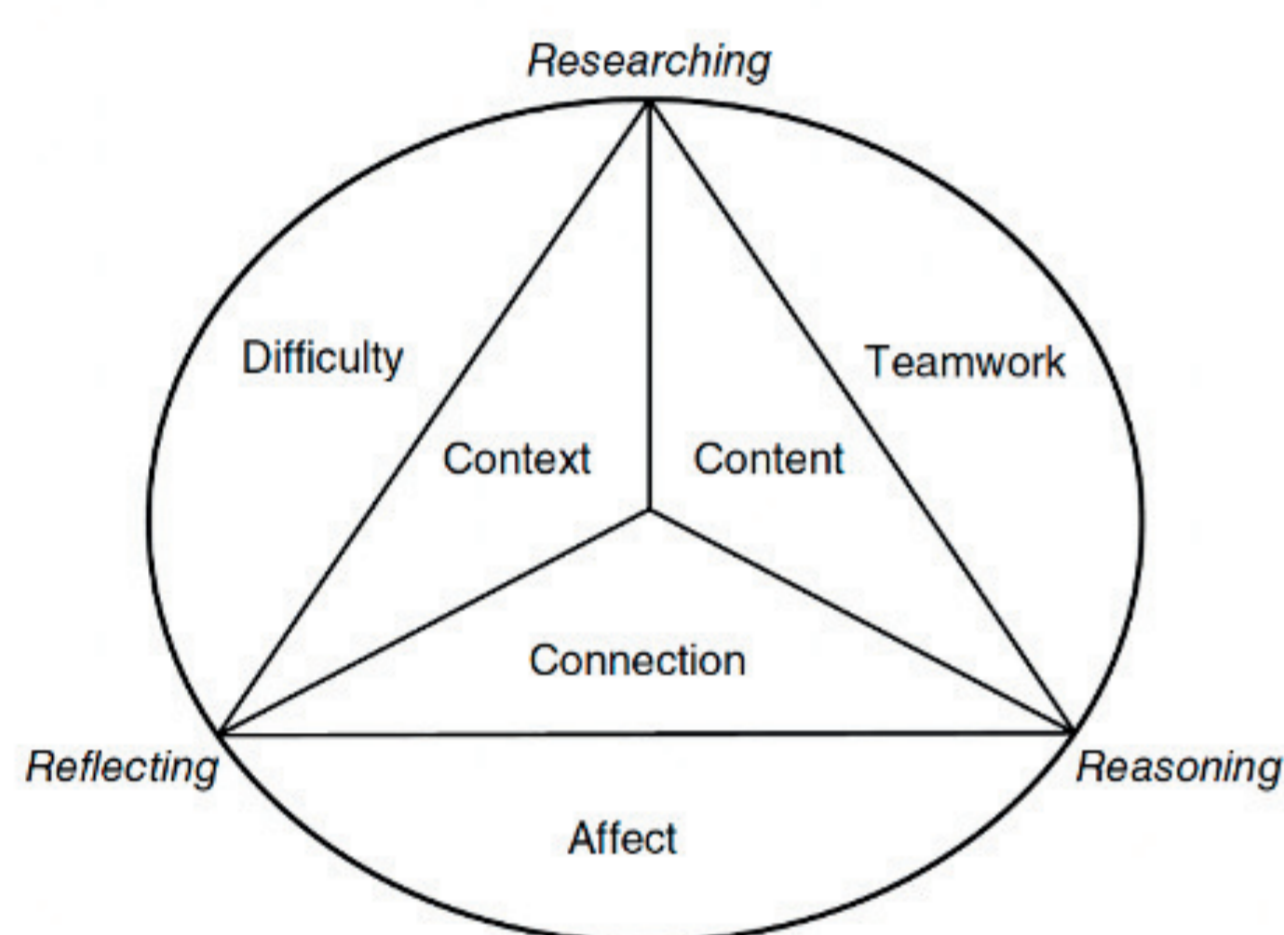 Researching
Difficulty
Teamwork
Context
Content
Connection
Reflecting
Reasoning
Affect